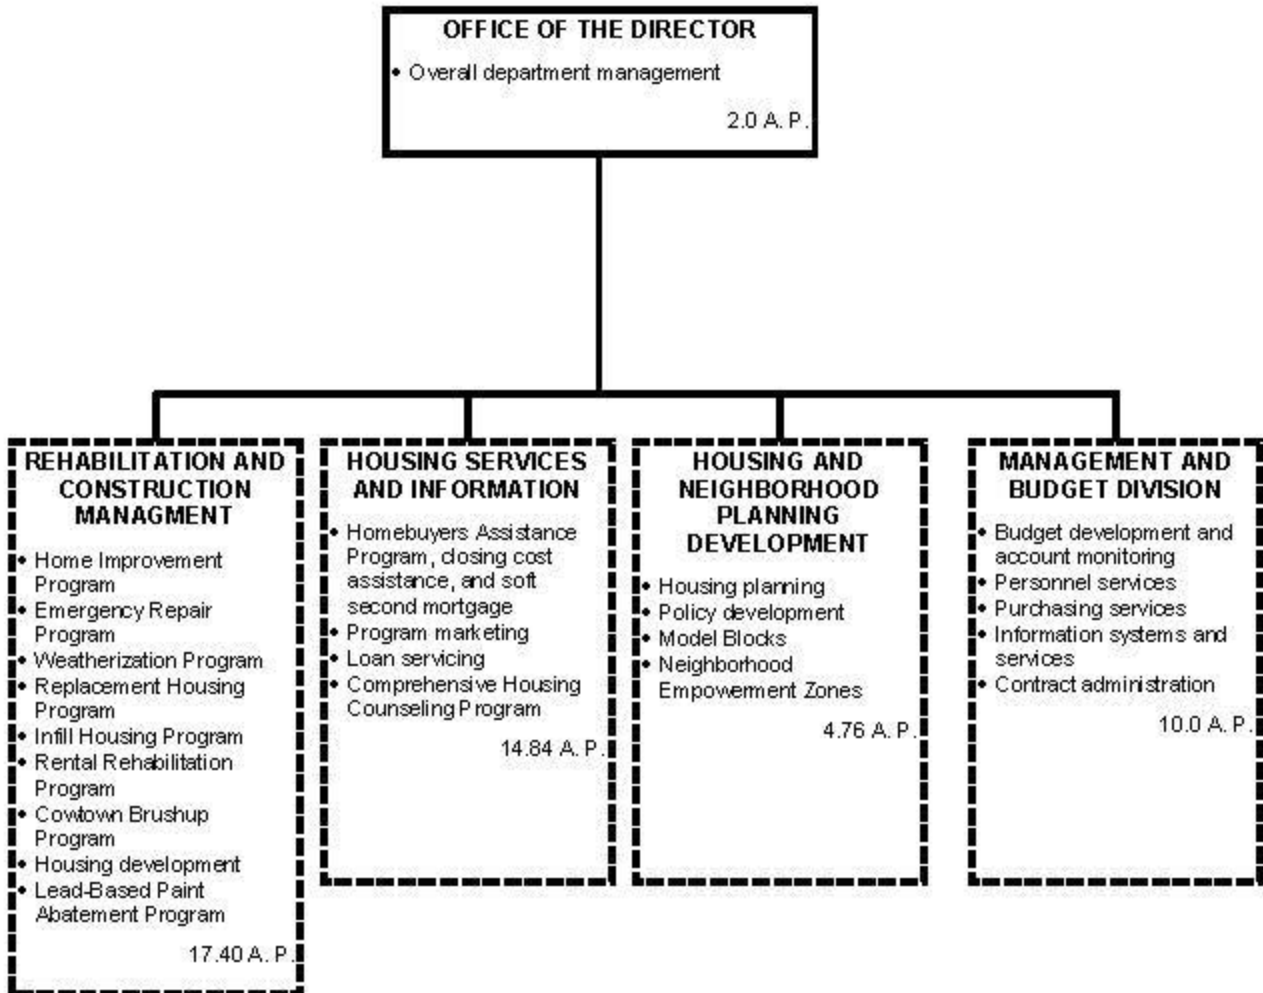 OFFICE OF THE DIRECTOR
• Overall department management
2.0 A. P.
REHABILITATION AND
CONSTRUCTION
MANAGMENT
• Home Improvement
Program
• Emergency Repair
Program
• Weatherization Program
• Replacement Housing
Program
• Infill Housing Program
• Rental Rehabilitation
Program
• Cowtown Brushup
Program
• Housing development
• Lead-Based Paint
Abatement Program
17.40 A. P.
HOUSING SERVICES
AND INFORMATION
• Homebuyers Assistance
Program, closing cost
assistance, and soft
second mortgage
• Program marketing
• Loan servicing
• Comprehensive Housing
Counseling Program
14.84 A. P.
HOUSING AND
NEIGHBORHOOD
PLANNING
DEVELOPMENT
• Housing planning
• Policy development
• Model Blocks
• Neighborhood
Empowerment Zones
4.76 A. P.
MANAGEMENT AND
BUDGET DIVISION
• Budget development and
account monitoring
• Personnel services
• Purchasing services
• Information systems and
services
• Contract administration
10.0 A. P.